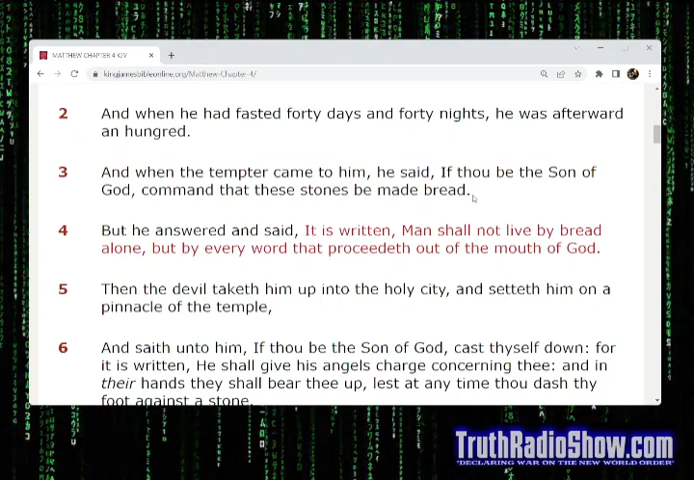 MATTHEW CHAPTER 4 KJV
kingjamesbibleonline.org/Matthew-Chapter-4/
2 And when he had fasted forty days and forty nights, he was afterward
an hungred.
3 And when the tempter came to him, he said, If thou be the Son of
God, command that these stones be made bread.
4 But he answered and said, It is written, Man shall not live by bread
alone, but by every word that proceedeth out of the mouth of God.
5 Then the devil taketh him up into the holy city, and setteth him on a
pinnacle of the temple,
6 And saith unto him, If thou be the Son of God, cast thyself down: for
it is written, He shall give his angels charge concerning thee: and in
their hands they shall bear thee up, lest at any time thou dash thy
foot against a stone.
TruthRadioShow.com
"DECLARING WAR ON THE NEW WORLD ORDER"